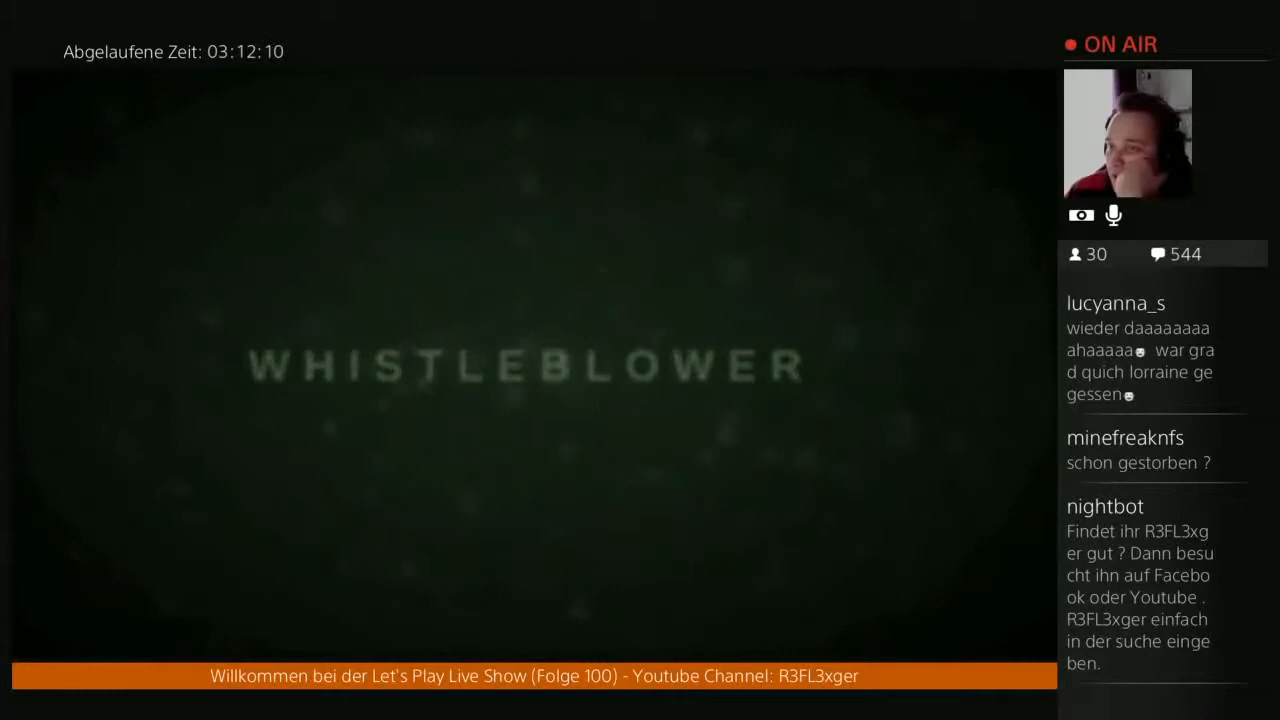 Abgelaufene Zeit: 03:12:10
ON AIR
30 544
WHISTLEBLOWER
lucyanna_s
wieder daaaaaaaa
ahaaaaa war gra
d quich lorraine ge
gessen
minefreaknfs
schon gestorben ?
nightbot
Findet ihr R3FL3xg
er gut ? Dann besu
cht ihn auf Facebo
ok oder Youtube .
R3FL3xger einfach
in der suche einge
ben.
Willkommen bei der Let's Play Live Show (Folge 100) - Youtube Channel: R3FL3xger